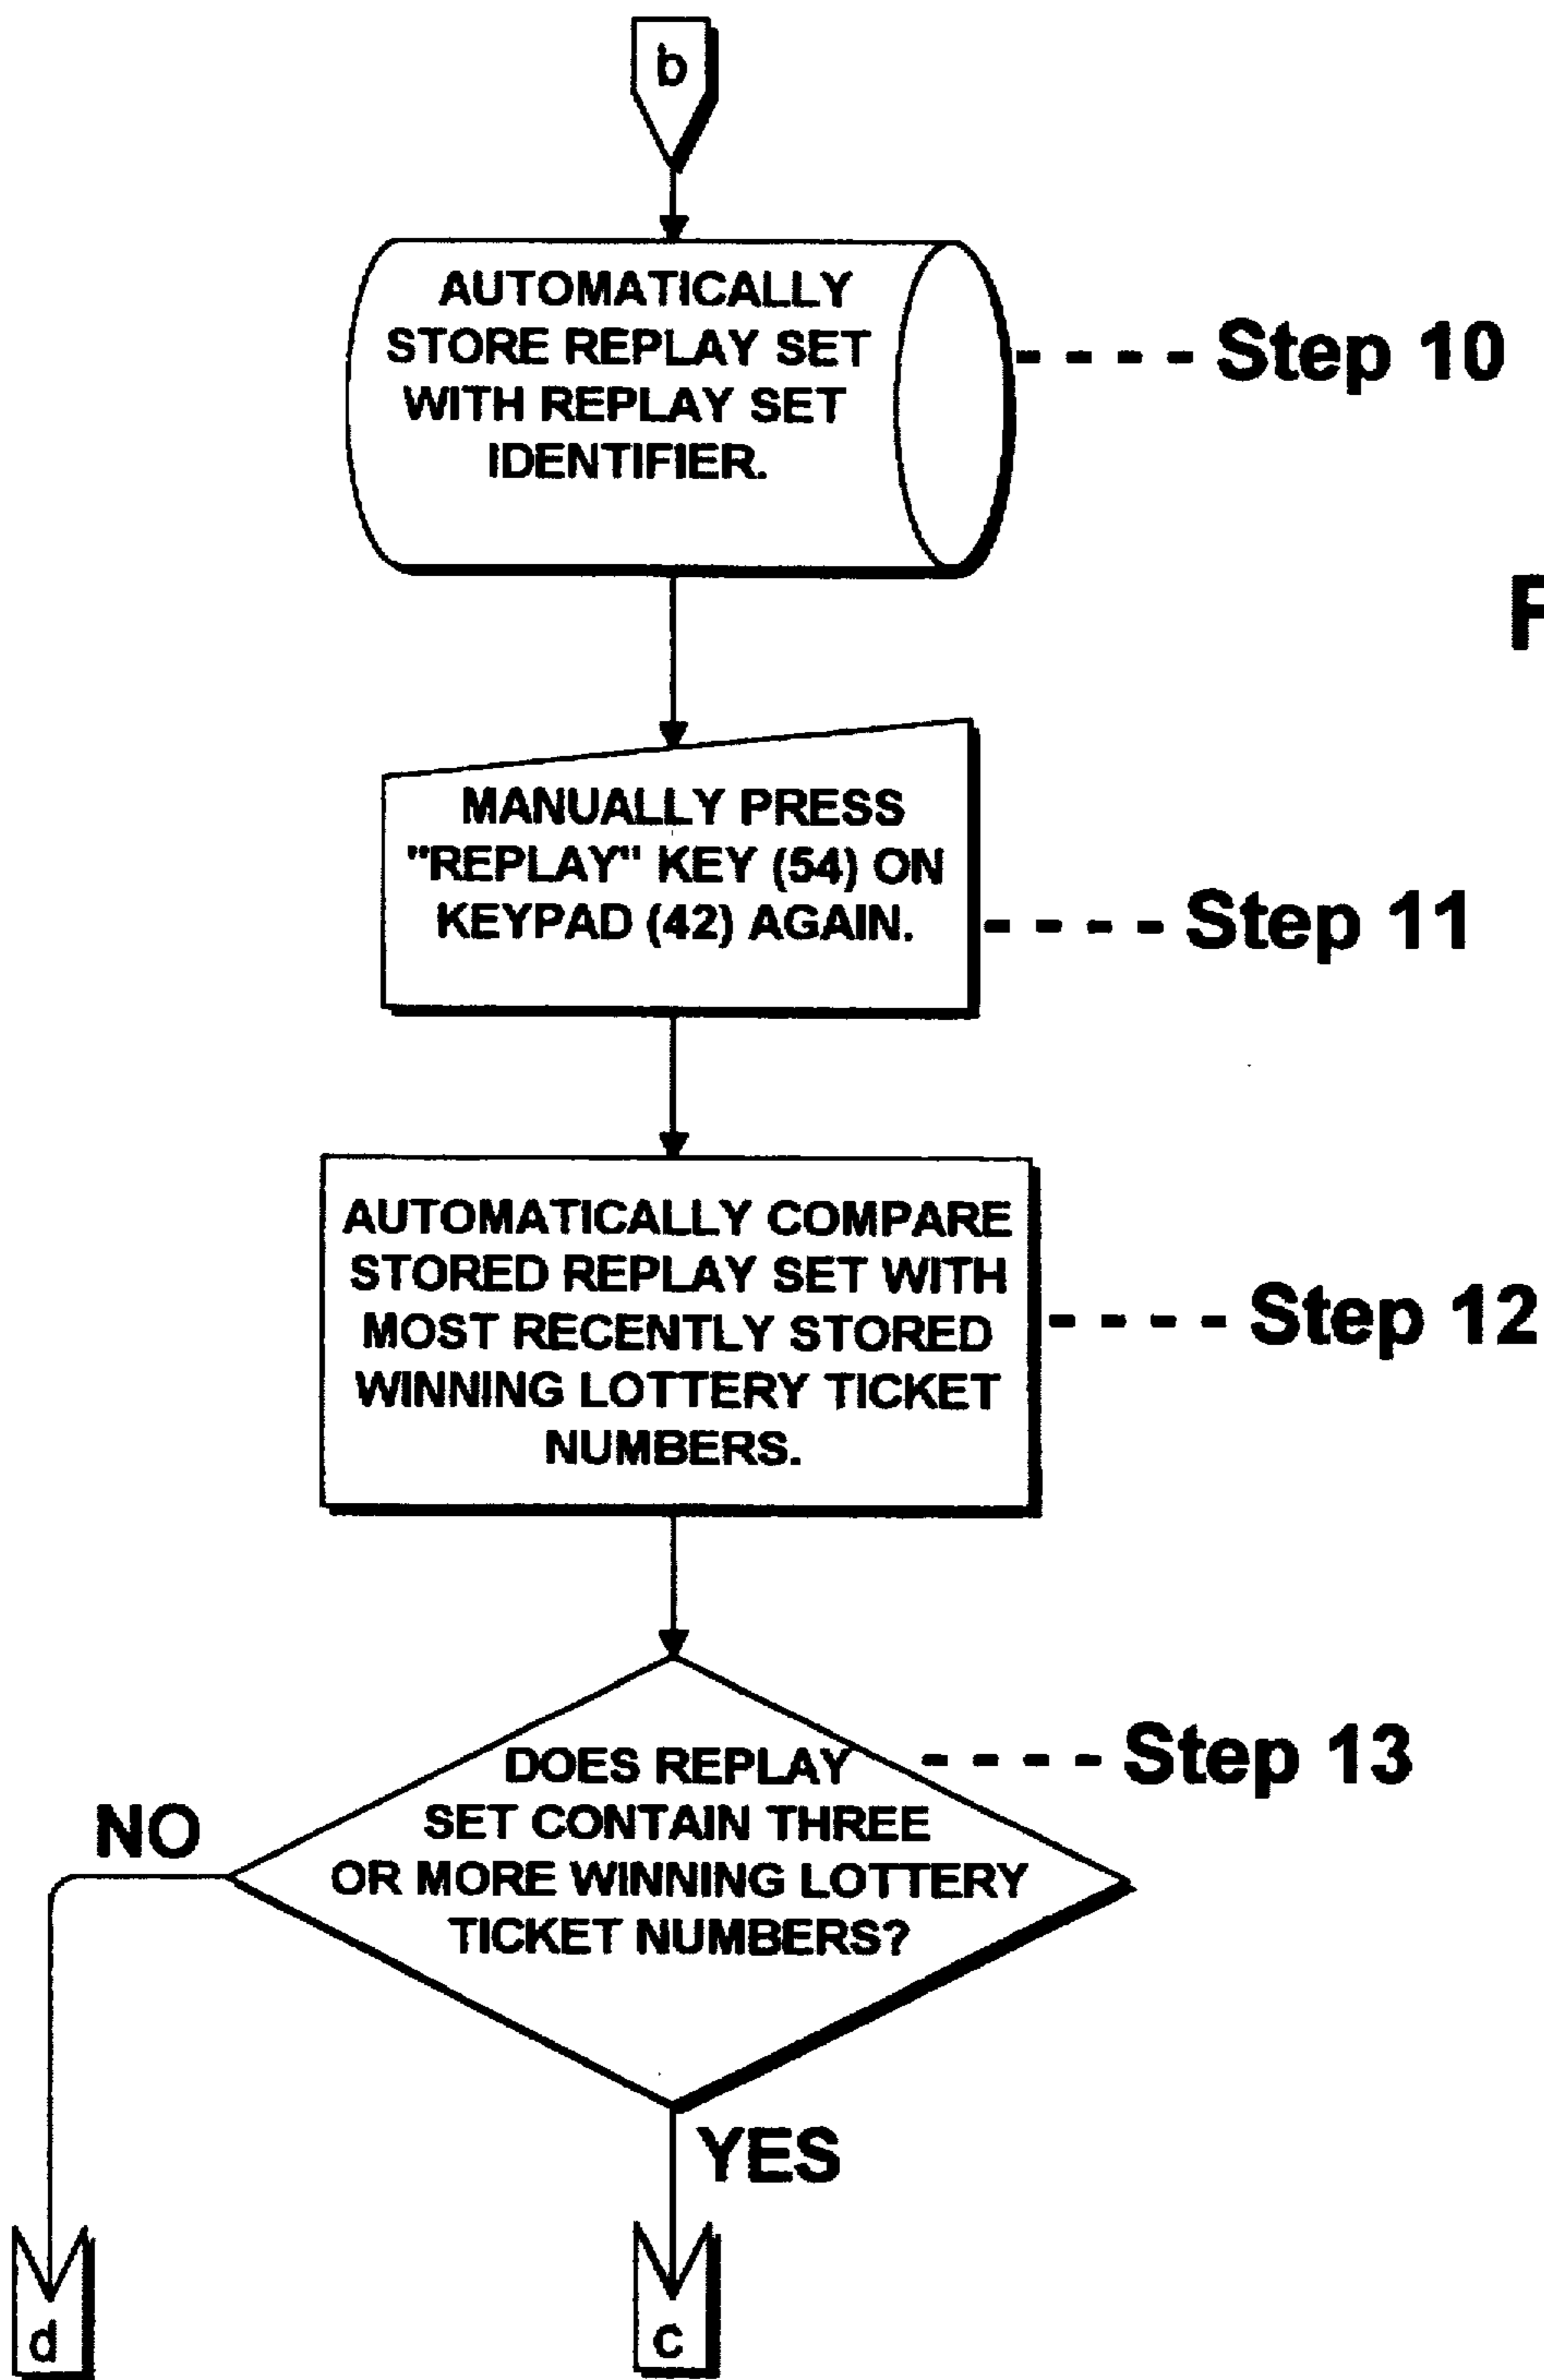 b
AUTOMATICALLY
STORE REPLAY SET
WITH REPLAY SET
IDENTIFIER.
Step 10
F
MANUALLY PRESS
"REPLAY" KEY (54) ON
KEYPAD (42) AGAIN.
Step 11
AUTOMATICALLY COMPARE
STORED REPLAY SET WITH
MOST RECENTLY STORED
WINNING LOTTERY TICKET
NUMBERS.
Step 12
DOES REPLAY
SET CONTAIN THREE
OR MORE WINNING LOTTERY
TICKET NUMBERS?
Step 13
NO
YES
d
c